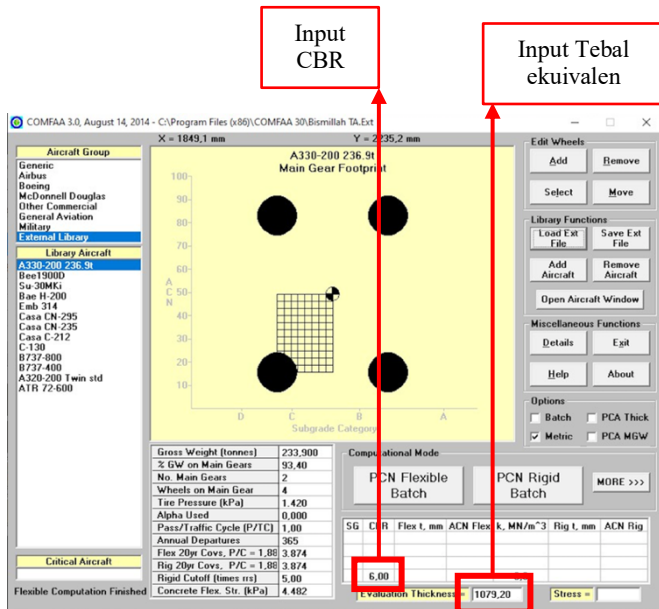 Input
CBR
Input Tebal
ekuivalen
COMFAA 3.0, August 14, 2014 - C:\Program Files (x86)\COMFAA 30\Bismillah TA.Ext
X = 1849,1 mm
Y = 2235,2 mm
Aircraft Group
Generic
Airbus
Boeing
McDonnell Douglas
Other Commercial
General Aviation
Military
External Library
Library Aircraft
A330-200 236.9t
Bee1900D
Su-30MKi
Bae H-200
Emb 314
Casa CN-295
Casa CN-235
Casa C-212
C-130
B737-800
B737-400
A320-200 Twin std
ATR 72-600
Critical Aircraft
Flexible Computation Finished
A330-200 236.9t
Main Gear Footprint
100
90
80
70
60
50
40
30
20
10
A
C
N
D C B A
Subgrade Category
Gross Weight (tonnes) 233,900
% GW on Main Gears 93,40
No. Main Gears 2
Wheels on Main Gear 4
Tire Pressure (kPa) 1.420
Alpha Used 0,000
Pass/Traffic Cycle (P/TC) 1,00
Annual Departures 365
Flex 20yr Covs, P/C = 1,88 3.874
Rig 20yr Covs, P/C = 1,88 3.874
Rigid Cutoff (times rrs) 5,00
Concrete Flex. Str. (kPa) 4.482
Edit Wheels
Add Remove
Select Move
Library Functions
Load Ext File
Save Ext File
Add Aircraft
Remove Aircraft
Open Aircraft Window
Miscellaneous Functions
Details Exit
Help About
Options
Batch PCA Thick
Metric PCA MGW
Computational Mode
PCN Flexible
Batch
PCN Rigid
Batch
MORE >>>
SG CBR Flex t, mm ACN Flex k, MN/m^3 Rig t, mm ACN Rig
6,00
Evaluation Thickness = 1079,20 Stress =